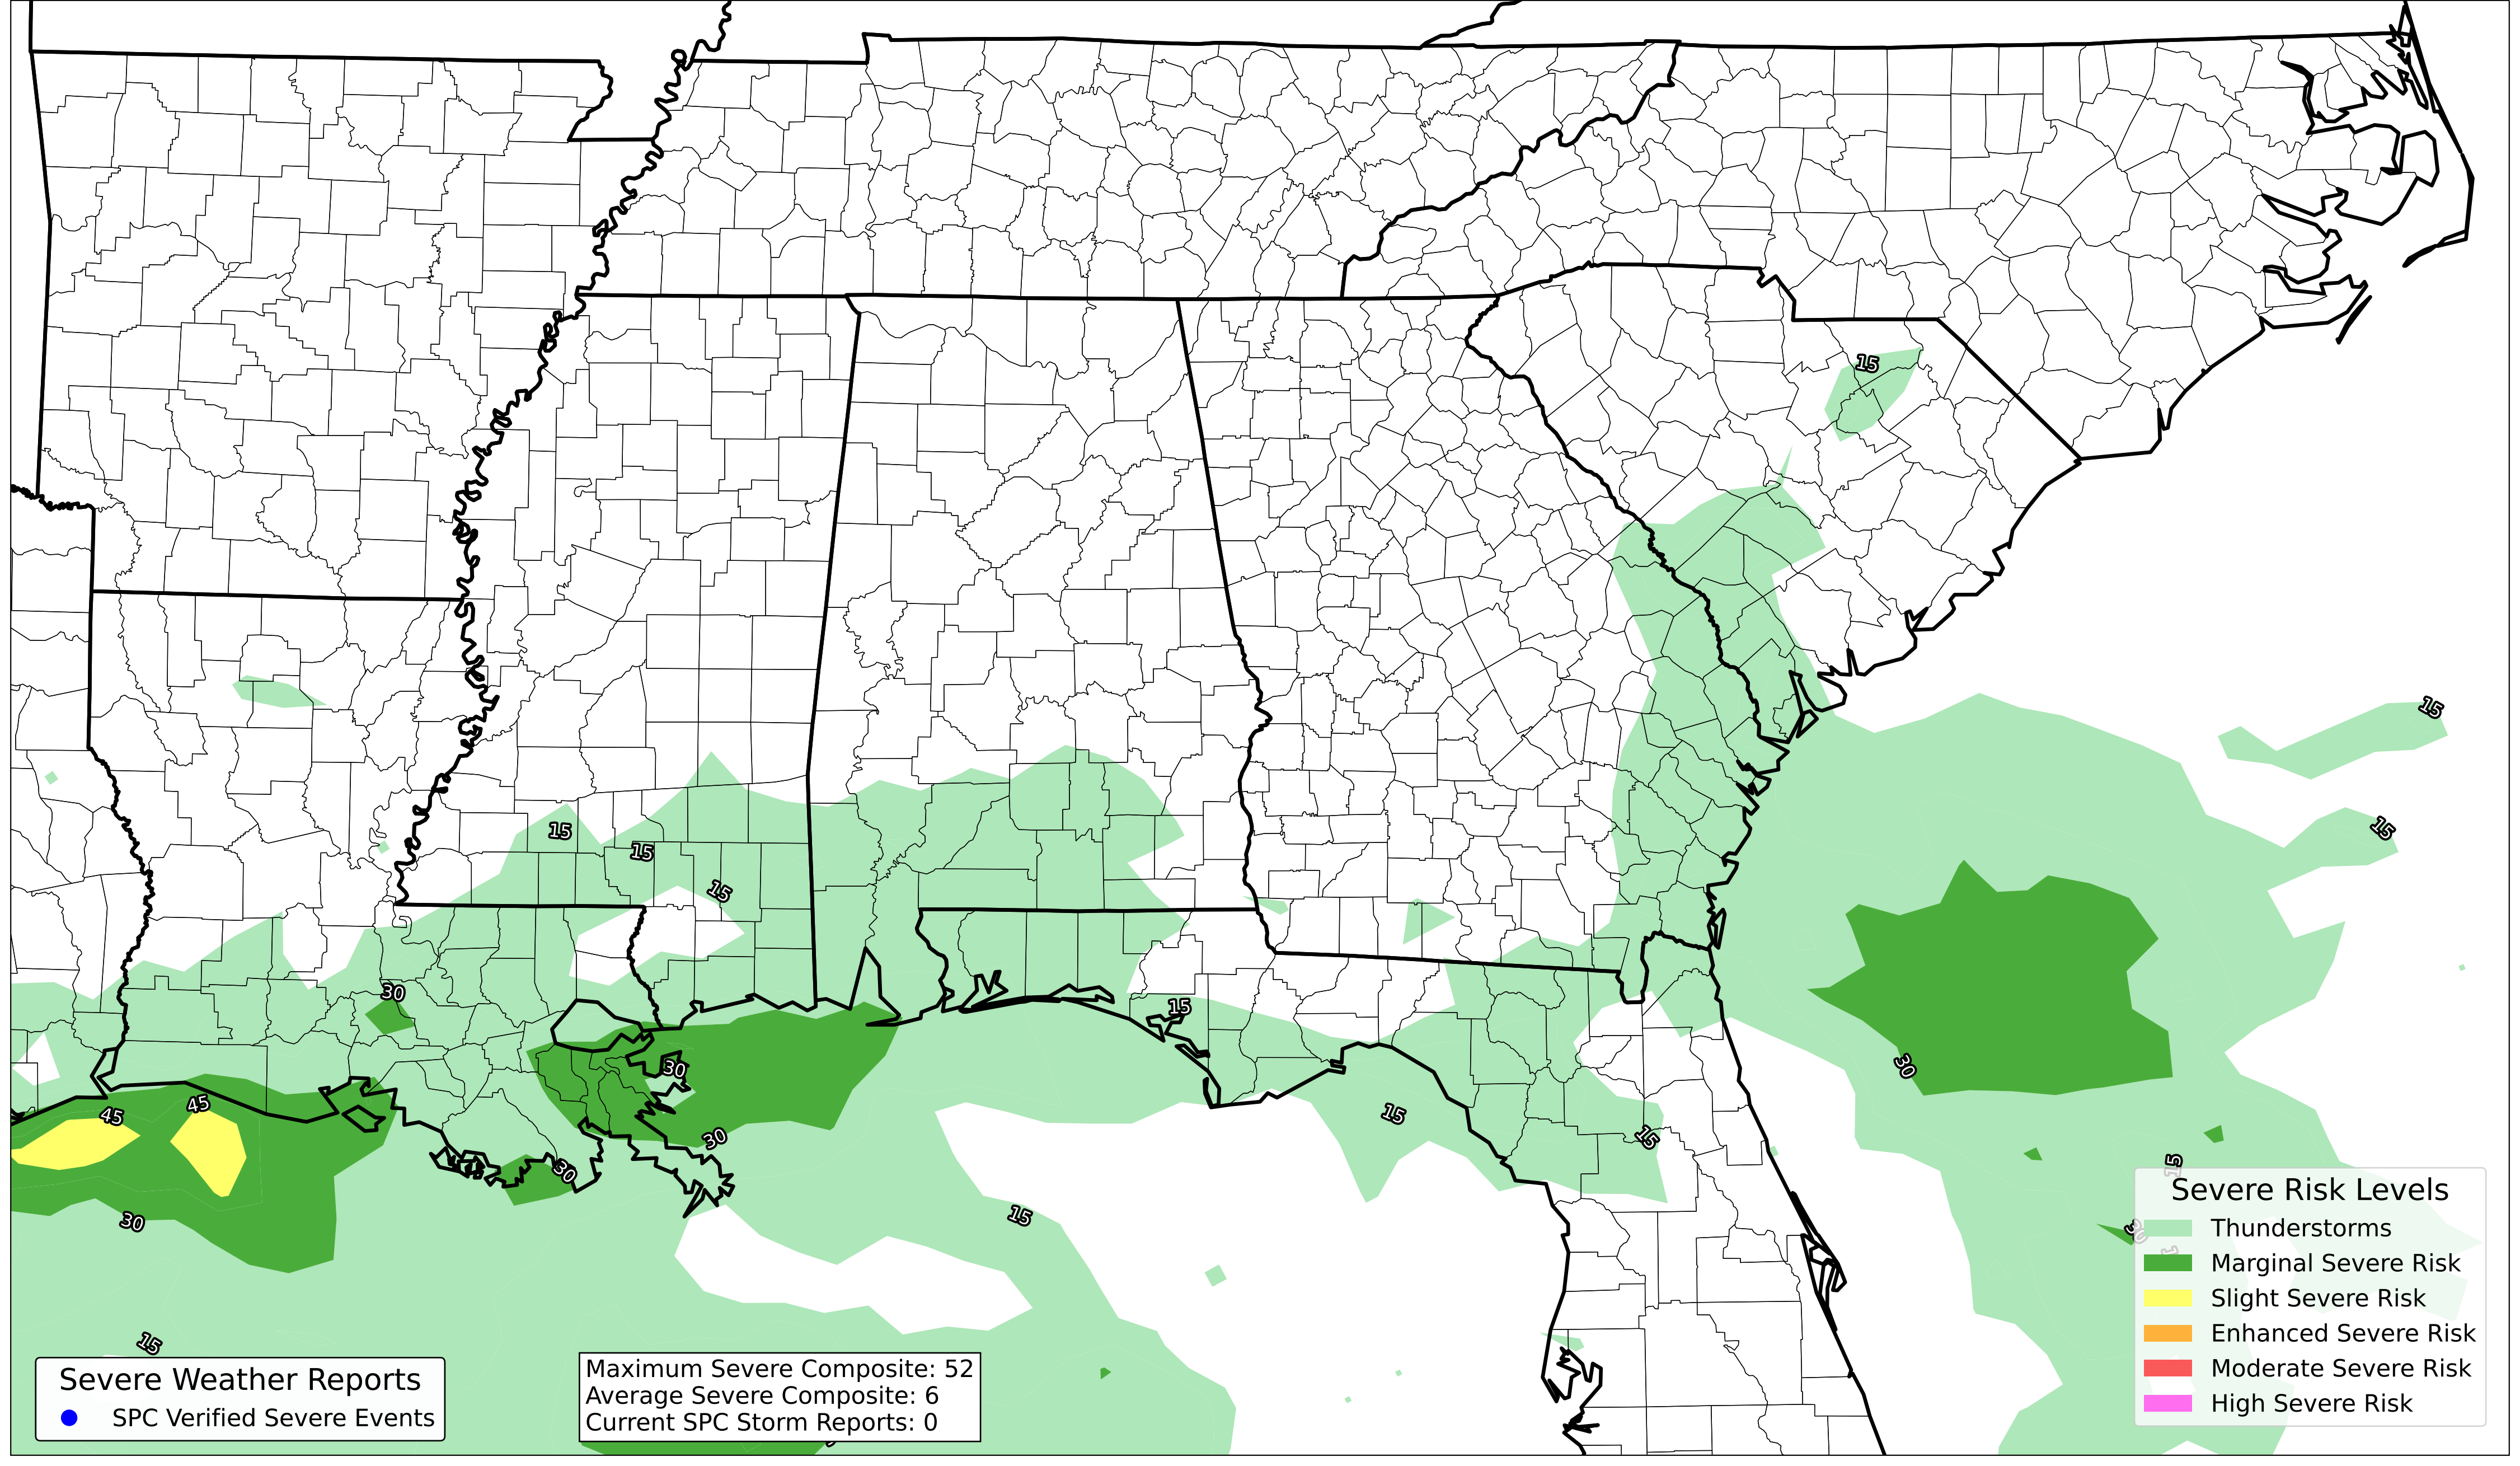 15
15
15
15
15
15
30
15
30
30
15
45
45
15
15
30
15
30
30
15
30
15
Severe Risk Levels
Thunderstorms
Marginal Severe Risk
Slight Severe Risk
Enhanced Severe Risk
Moderate Severe Risk
High Severe Risk
Severe Weather Reports
SPC Verified Severe Events
Maximum Severe Composite: 52
Average Severe Composite: 6
Current SPC Storm Reports: 0